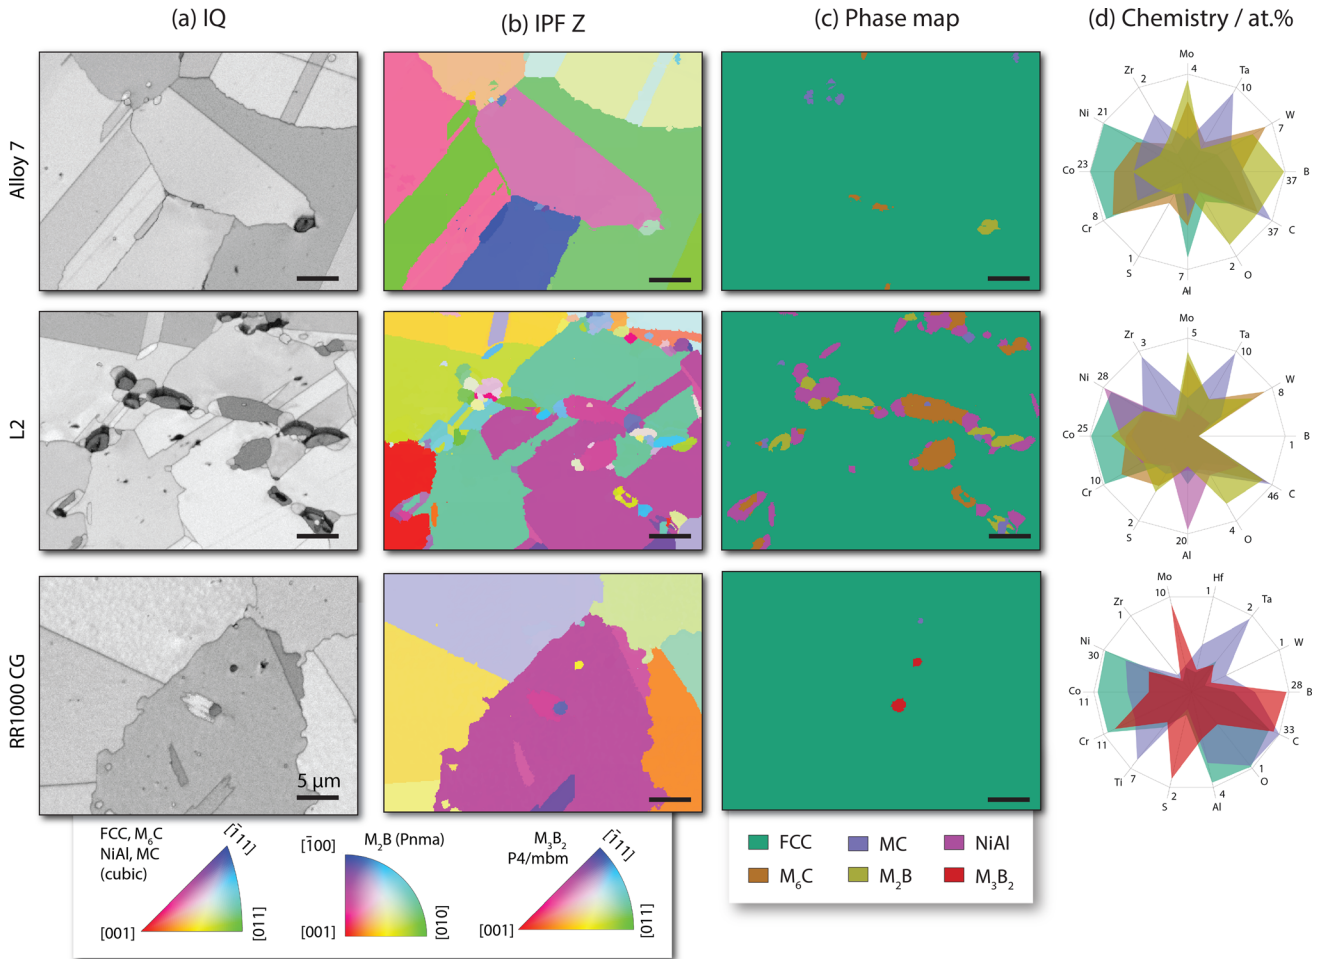 (a) IQ
(b) IPF Z
(c) Phase map
(d) Chemistry / at.%
Alloy 7
Mo
4
Ta
10
W
7
B
37
C
37
O
2
Al
7
S
1
Cr
8
Co
23
Ni
21
Zr
2
L2
Mo
5
Ta
10
W
8
B
1
C
46
O
4
Al
20
S
2
Cr
10
Co
25
Ni
28
Zr
3
RR1000 CG
5 μm
Mo
10
Hf
1
Ta
2
W
1
B
28
C
33
O
1
Al
4
S
2
Ti
7
Cr
11
Co
11
Ni
30
Zr
1
FCC, M₆C
NiAl, MC
(cubic)
[1̄11]
[001]
[011]
M₂B (Pnma)
[1̄00]
[001]
[010]
M₃B₂
P4/mbm
[1̄11]
[001]
[011]
FCC
MC
NiAl
M₆C
M₂B
M₃B₂